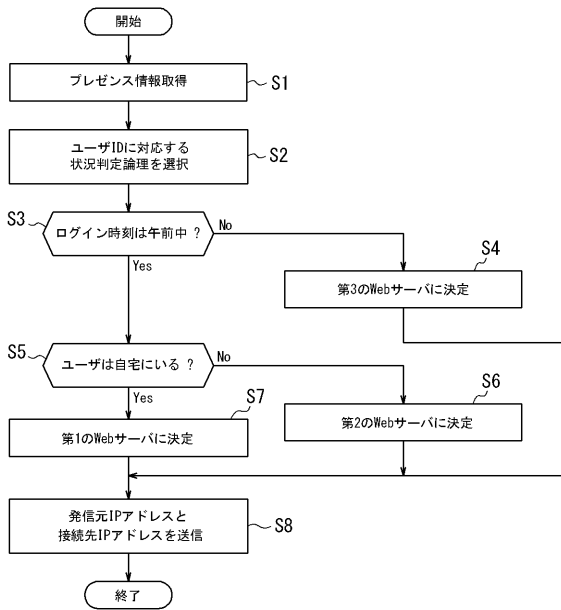 開始
プレゼンス情報取得
S1
ユーザIDに対応する
状況判定論理を選択
S2
S3
ログイン時刻は午前中 ?
No
Yes
S4
第3のWebサーバに決定
S5
ユーザは自宅にいる ?
No
Yes
S6
第2のWebサーバに決定
S7
第1のWebサーバに決定
発信元IPアドレスと
接続先IPアドレスを送信
S8
終了